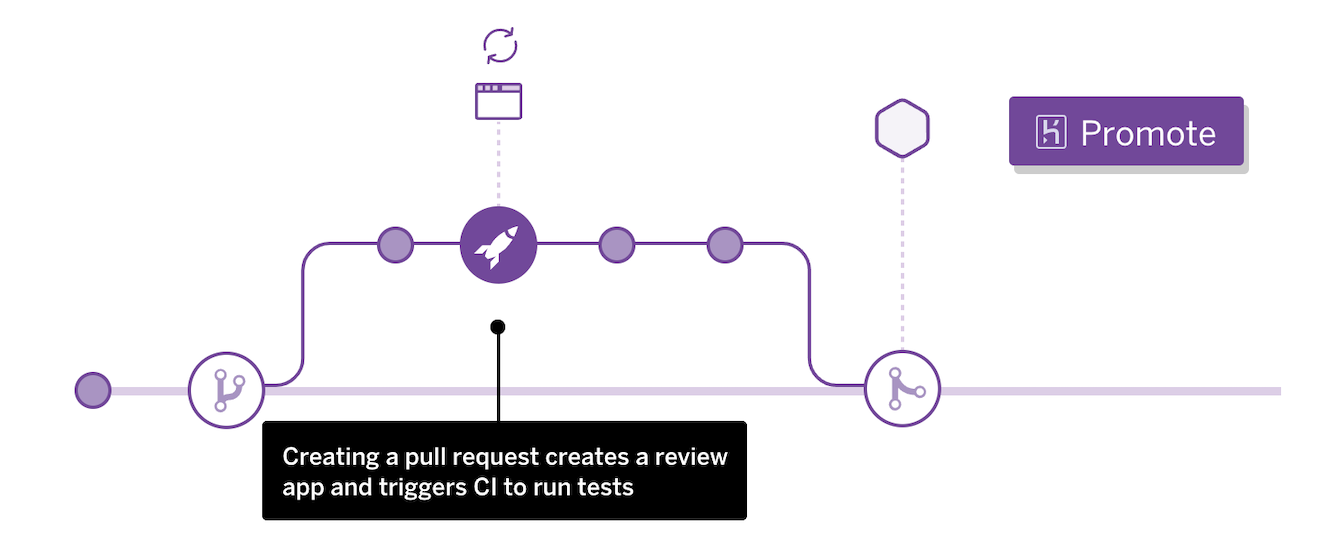 Promote
Creating a pull request creates a review
app and triggers CI to run tests